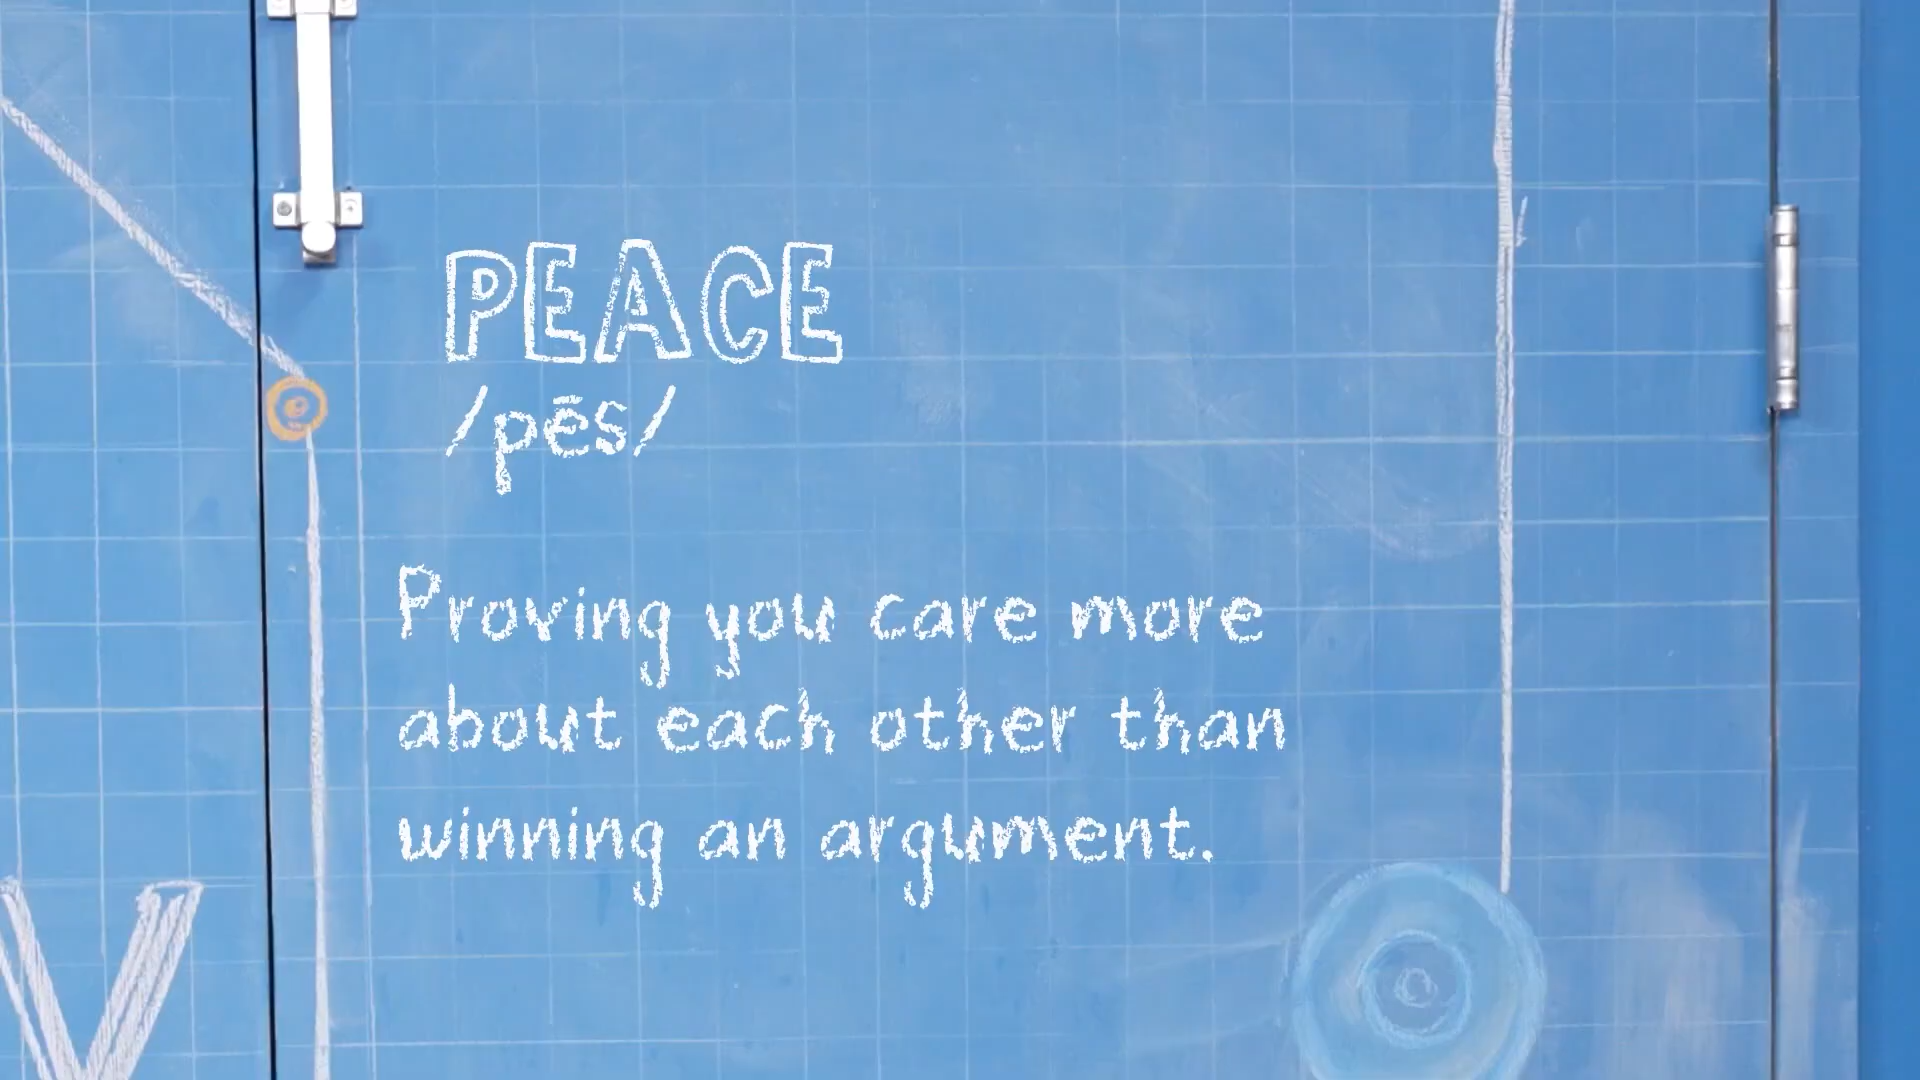 PEACE
/pēs/
Proving you care more
about each other than
winning an argument.